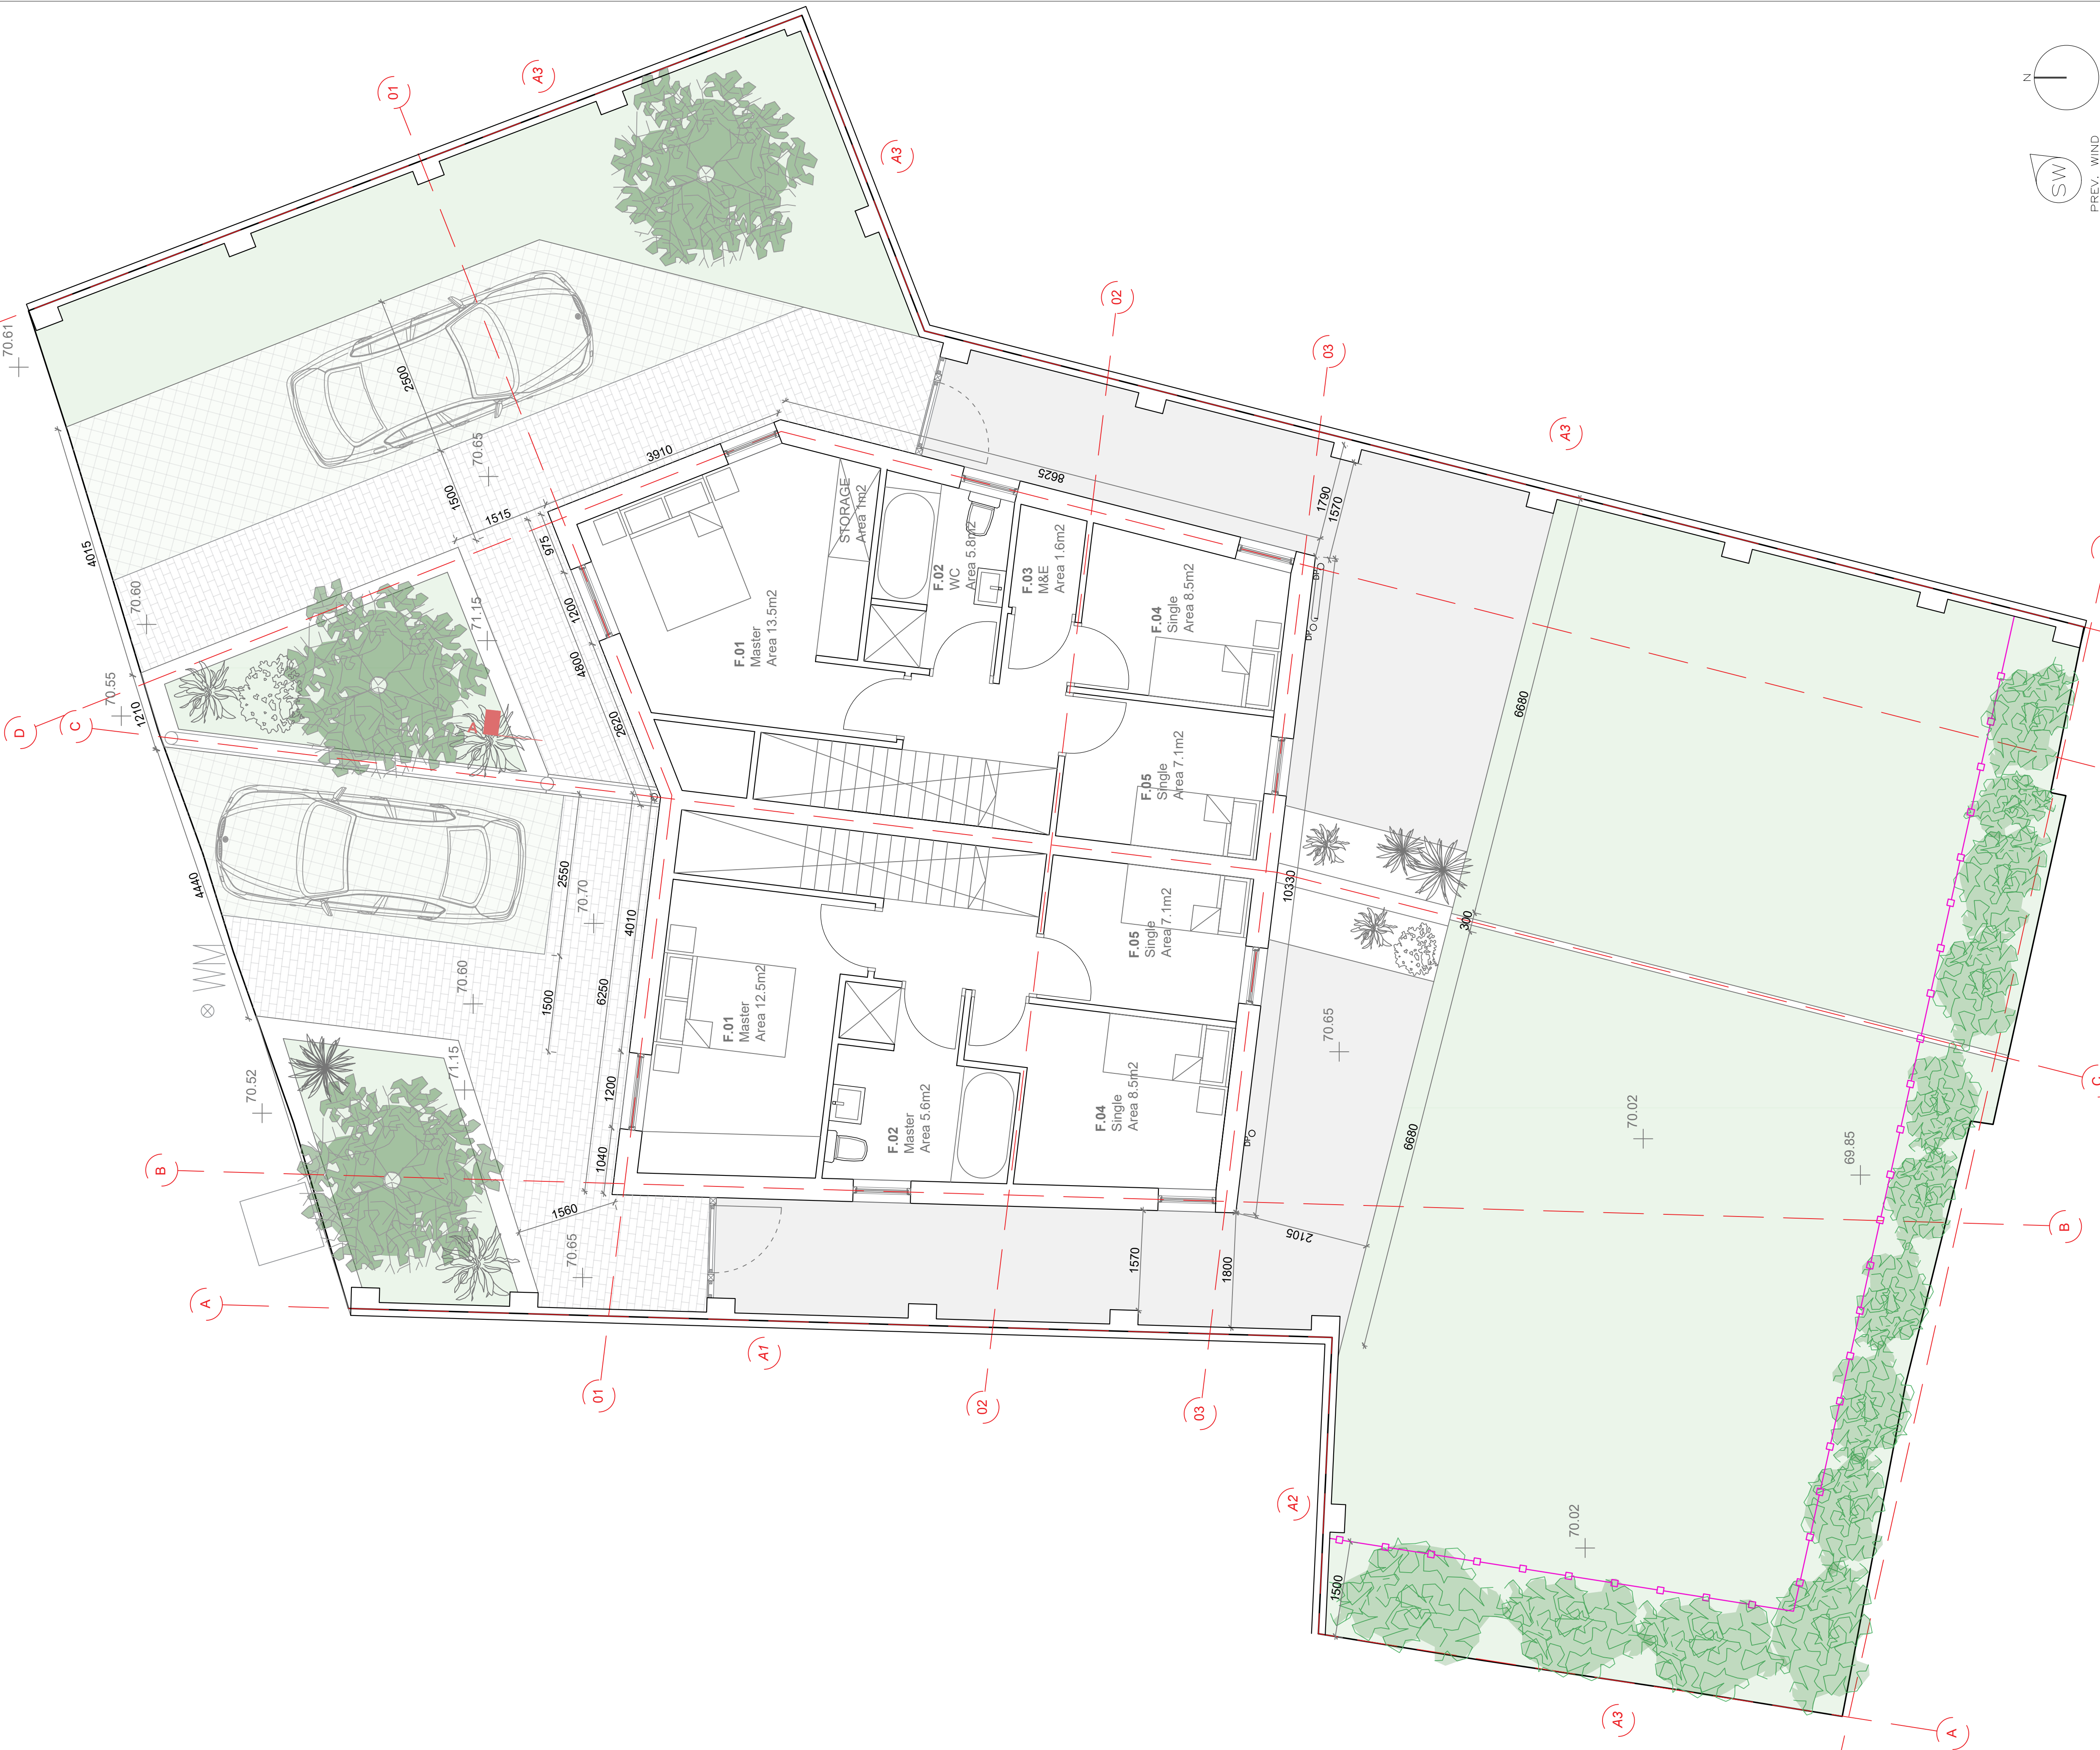 01
A3
A3
N
SW
PREV. WIND
70.61
2500
70.65
1500
1515
3910
975
4015
70.60
71.15
1200
4800
2620
70.55
1210
D
C
A
STORAGE
Area 1m2
F.01
Master
Area 13.5m2
F.02
WC
Area 5.8m2
F.03
M&E
Area 1.6m2
F.04
Single
Area 8.5m2
F.05
Single
Area 7.1m2
8625
02
03
A3
1790
1570
DPO
DPO
6680
4440
WM
2550
70.70
4010
6250
1500
70.60
1200
1040
70.52
71.15
B
1560
70.65
A
F.01
Master
Area 12.5m2
F.02
Master
Area 5.6m2
F.04
Single
Area 8.5m2
F.05
Single
Area 7.1m2
10330
300
70.65
DPO
2105
1570
1800
6680
70.02
69.85
C
B
01
A1
02
03
A2
1500
70.02
A3
A